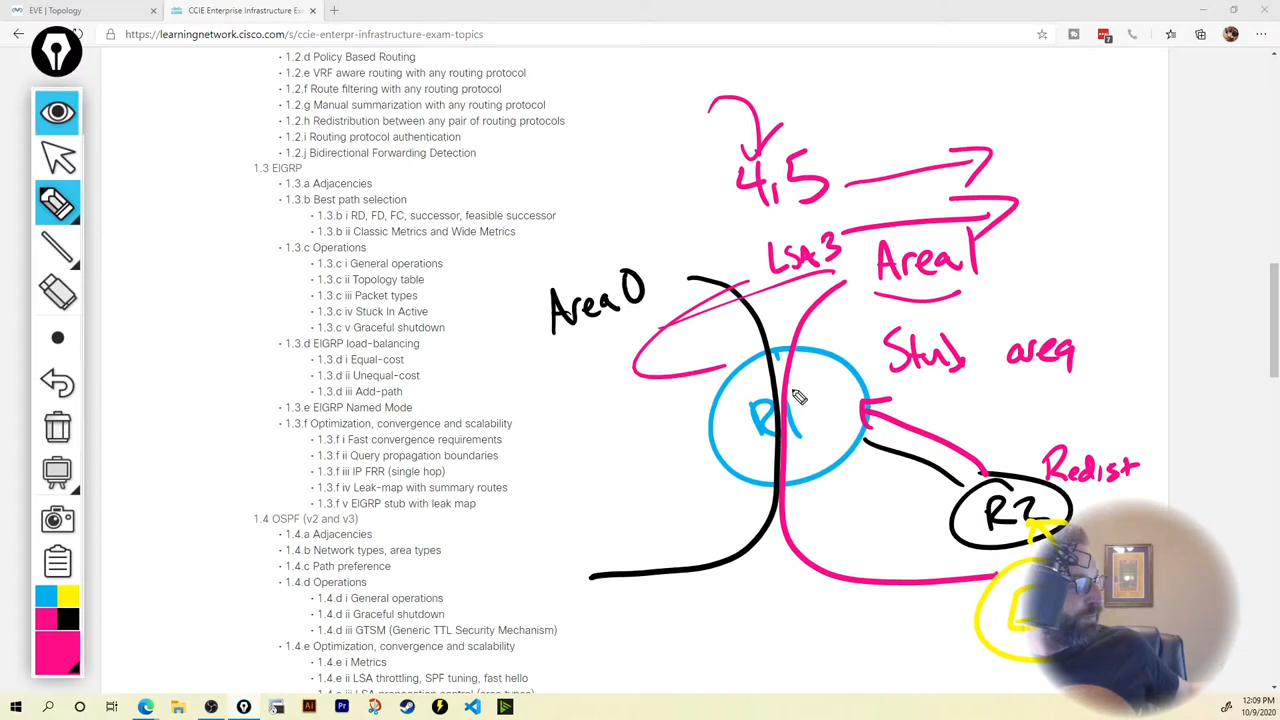 EVE | Topology
CCIE Enterprise Infrastructure Ex
https://learningnetwork.cisco.com/s/ccie-enterpr-infrastructure-exam-topics
• 1.2.d Policy Based Routing
• 1.2.e VRF aware routing with any routing protocol
• 1.2.f Route filtering with any routing protocol
• 1.2.g Manual summarization with any routing protocol
• 1.2.h Redistribution between any pair of routing protocols
• 1.2.i Routing protocol authentication
• 1.2.j Bidirectional Forwarding Detection
1.3 EIGRP
• 1.3.a Adjacencies
• 1.3.b Best path selection
• 1.3.b i RD, FD, FC, successor, feasible successor
• 1.3.b ii Classic Metrics and Wide Metrics
• 1.3.c Operations
• 1.3.c i General operations
• 1.3.c ii Topology table
• 1.3.c iii Packet types
• 1.3.c iv Stuck In Active
• 1.3.c v Graceful shutdown
• 1.3.d EIGRP load-balancing
• 1.3.d i Equal-cost
• 1.3.d ii Unequal-cost
• 1.3.d iii Add-path
• 1.3.e EIGRP Named Mode
• 1.3.f Optimization, convergence and scalability
• 1.3.f i Fast convergence requirements
• 1.3.f ii Query propagation boundaries
• 1.3.f iii IP FRR (single hop)
• 1.3.f iv Leak-map with summary routes
• 1.3.f v EIGRP stub with leak map
1.4 OSPF (v2 and v3)
• 1.4.a Adjacencies
• 1.4.b Network types, area types
• 1.4.c Path preference
• 1.4.d Operations
• 1.4.d i General operations
• 1.4.d ii Graceful shutdown
• 1.4.d iii GTSM (Generic TTL Security Mechanism)
• 1.4.e Optimization, convergence and scalability
• 1.4.e i Metrics
• 1.4.e ii LSA throttling, SPF tuning, fast hello
4,5
LSA3
Area 1
Area 0
Stub area
R1
Redist
R2
12:09 PM
10/9/2020